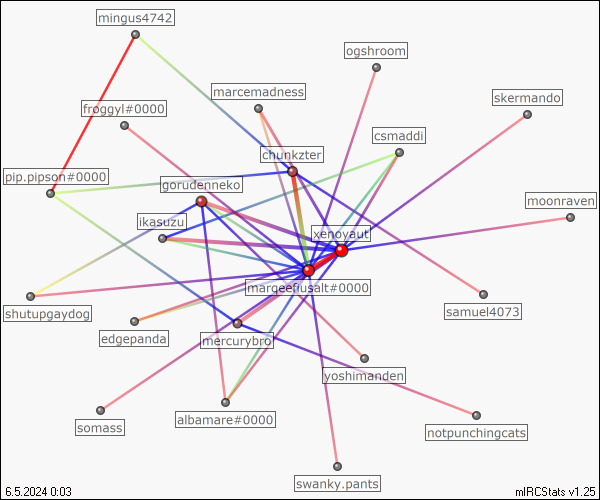 mingus4742
ogshroom
marcemadness
skermando
froggyl#0000
csmaddi
chunkzter
pip.pipson#0000
gorudenneko
moonraven
ikasuzu
xenoyaut
marqeefusalt#0000
shutupgaydog
samuel4073
edgepanda
mercurybro
yoshimanden
albamare#0000
somass
notpunchingcats
swanky.pants
6.5.2024 0:03
mIRCStats v1.25